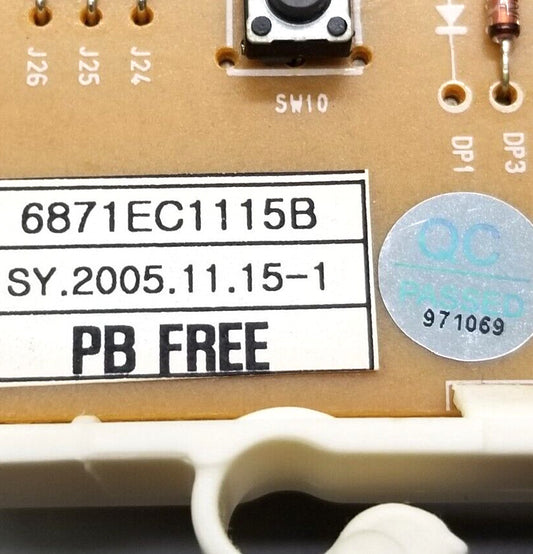 J26
J25
J24
SW10
DP1
DP3
6871EC1115B
SY.2005.11.15-1
PB FREE
QC
PASSED
971069